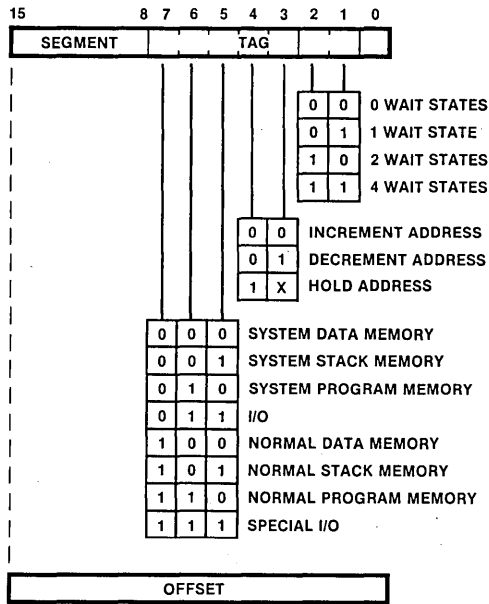 15 8 7 6 5 4 3 2 1 0
SEGMENT TAG
0 0 0 WAIT STATES
0 1 1 WAIT STATE
1 0 2 WAIT STATES
1 1 4 WAIT STATES
0 0 INCREMENT ADDRESS
0 1 DECREMENT ADDRESS
1 X HOLD ADDRESS
0 0 0 SYSTEM DATA MEMORY
0 0 1 SYSTEM STACK MEMORY
0 1 0 SYSTEM PROGRAM MEMORY
0 1 1 I/O
1 0 0 NORMAL DATA MEMORY
1 0 1 NORMAL STACK MEMORY
1 1 0 NORMAL PROGRAM MEMORY
1 1 1 SPECIAL I/O
OFFSET